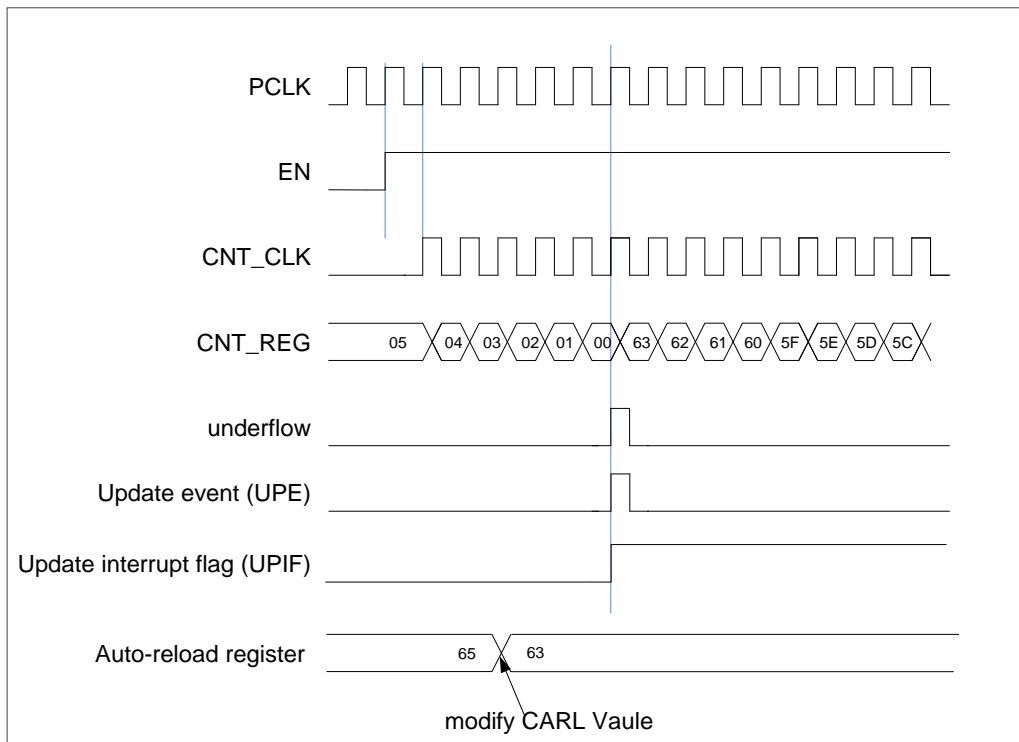 PCLK
EN
CNT_CLK
CNT_REG 05 04 03 02 01 00 63 62 61 60 5F 5E 5D 5C
underflow
Update event (UPE)
Update interrupt flag (UPIF)
Auto-reload register 65 63
modify CARL Vaule